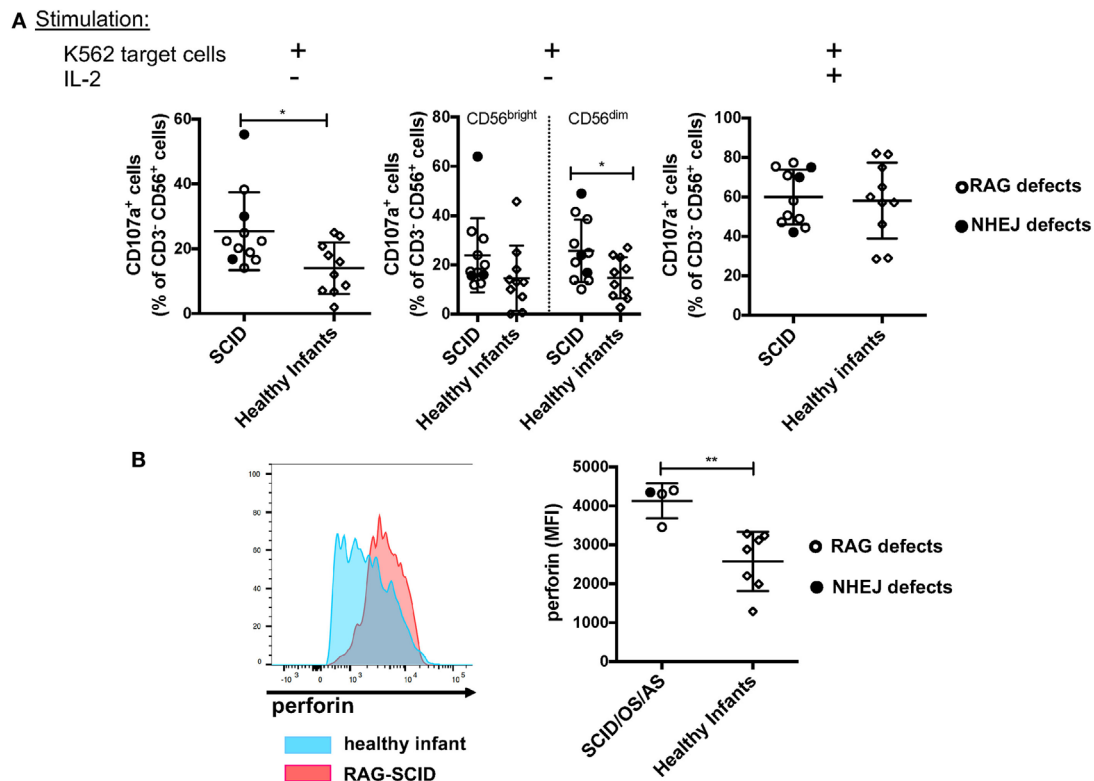 A Stimulation:
K562 target cells + + +
IL-2 - - +
CD107a+ cells
(% of CD3- CD56+ cells)
60
40
20
0
*
SCID
Healthy Infants
CD107a+ cells
(% of CD3- CD56+ cells)
80
60
40
20
0
CD56bright
CD56dim
*
SCID
Healthy Infants
SCID
Healthy infants
CD107a+ cells
(% of CD3- CD56+ cells)
100
80
60
40
20
0
SCID
Healthy infants
RAG defects
NHEJ defects
B
100
80
60
40
20
0
-10 3 0 10 3 10 4 10 5
perforin
healthy infant
RAG-SCID
perforin (MFI)
5000
4000
3000
2000
1000
0
**
SCID/OS/AS
Healthy Infants
RAG defects
NHEJ defects